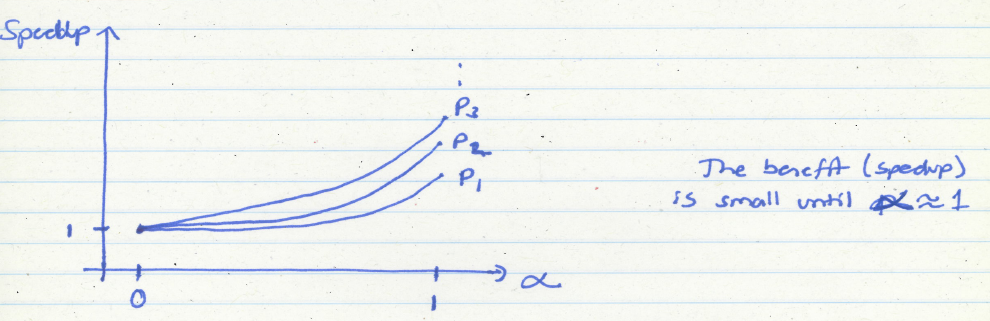 Speedup
P3
P2
P1
The benefit (speedup)
is small until α ≈ 1
1
α
0
1